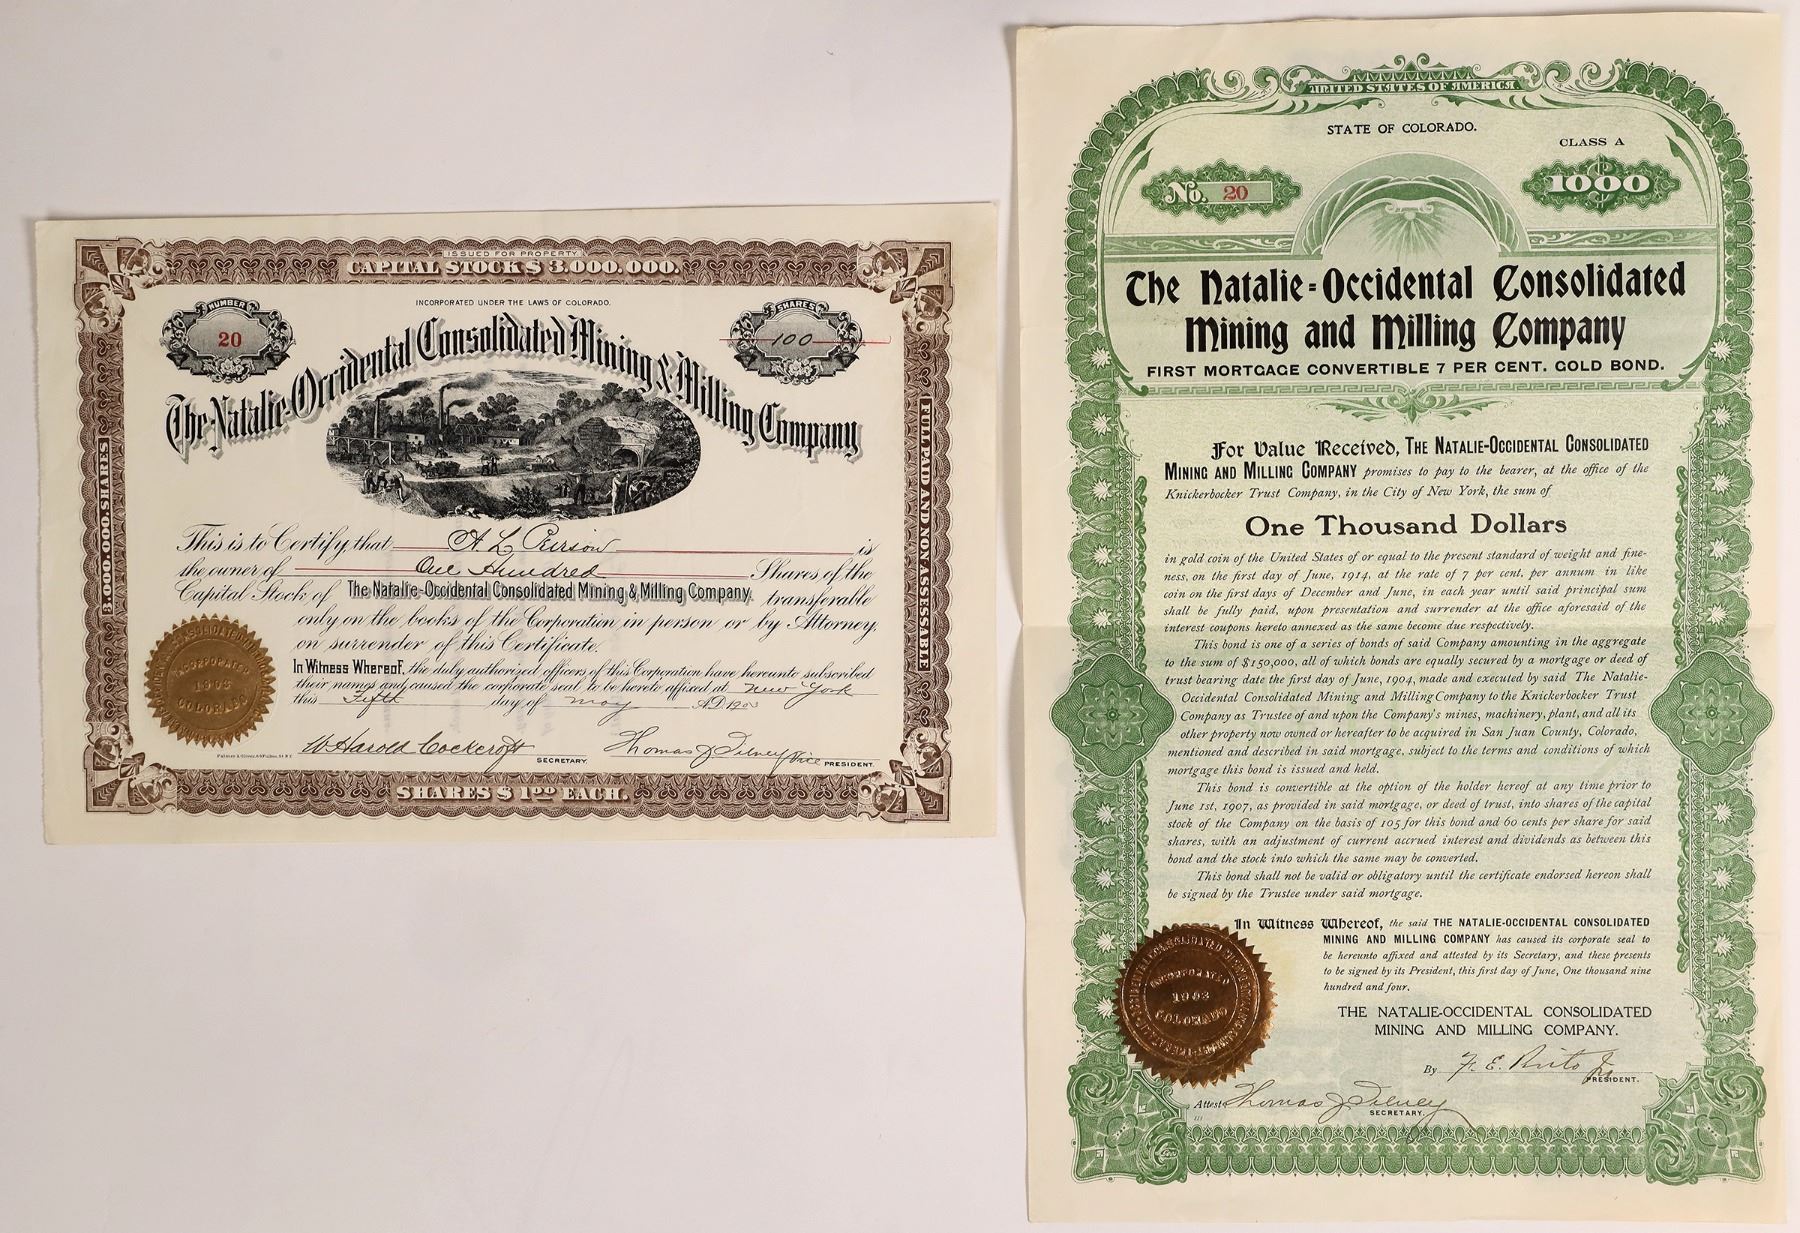 ISSUED FOR PROPERTY
CAPITAL STOCK $ 3.000.000.
INCORPORATED UNDER THE LAWS OF COLORADO.
NUMBER
20
SHARES
100
The Natalie-Occidental Consolidated Mining & Milling Company
3.000.000. SHARES
FULL PAID AND NON ASSESSABLE
This is to Certify that A L Pierson is
the owner of One Hundred Shares of the
Capital Stock of The Natalie-Occidental Consolidated Mining & Milling Company. transferable
only on the books of the Corporation in person or by Attorney
on surrender of this Certificate.
In Witness Whereof, the duly authorized officers of this Corporation have hereunto subscribed
their names and caused the corporate seal to be hereto affixed at New York
this Fifth day of May A.D. 1903
INCORPORATED
1903
COLORADO
W Harold Cockcroft
SECRETARY.
Thomas J Tilney Vice PRESIDENT.
SHARES $ 1.00 EACH.
UNITED STATES OF AMERICA
STATE OF COLORADO.
CLASS A
No. 20
$1000
The Natalie-Occidental Consolidated
Mining and Milling Company
FIRST MORTGAGE CONVERTIBLE 7 PER CENT. GOLD BOND.
For Value Received, THE NATALIE-OCCIDENTAL CONSOLIDATED
MINING AND MILLING COMPANY promises to pay to the bearer, at the office of the
Knickerbocker Trust Company, in the City of New York, the sum of
One Thousand Dollars
in gold coin of the United States of or equal to the present standard of weight and fine-
ness, on the first day of June, 1914, at the rate of 7 per cent. per annum in like
coin on the first days of December and June, in each year until said principal sum
shall be fully paid, upon presentation and surrender at the office aforesaid of the
interest coupons hereto annexed as the same become due respectively.
This bond is one of a series of bonds of said Company amounting in the aggregate
to the sum of $150,000, all of which bonds are equally secured by a mortgage or deed of
trust bearing date the first day of June, 1904, made and executed by said The Natalie-
Occidental Consolidated Mining and Milling Company to the Knickerbocker Trust
Company as Trustee of and upon the Company's mines, machinery, plant, and all its
other property now owned or hereafter to be acquired in San Juan County, Colorado,
mentioned and described in said mortgage, subject to the terms and conditions of which
mortgage this bond is issued and held.
This bond is convertible at the option of the holder hereof at any time prior to
June 1st, 1907, as provided in said mortgage, or deed of trust, into shares of the capital
stock of the Company on the basis of 105 for this bond and 60 cents per share for said
shares, with an adjustment of current accrued interest and dividends as between this
bond and the stock into which the same may be converted.
This bond shall not be valid or obligatory until the certificate endorsed hereon shall
be signed by the Trustee under said mortgage.
In Witness Whereof, the said THE NATALIE-OCCIDENTAL CONSOLIDATED
MINING AND MILLING COMPANY has caused its corporate seal to
be hereunto affixed and attested by its Secretary, and these presents
to be signed by its President, this first day of June, One thousand nine
hundred and four.
INCORPORATED
1903
COLORADO
THE NATALIE-OCCIDENTAL CONSOLIDATED
MINING AND MILLING COMPANY.
By F. E.
PRESIDENT.
Attest Thomas J Tilney
SECRETARY.